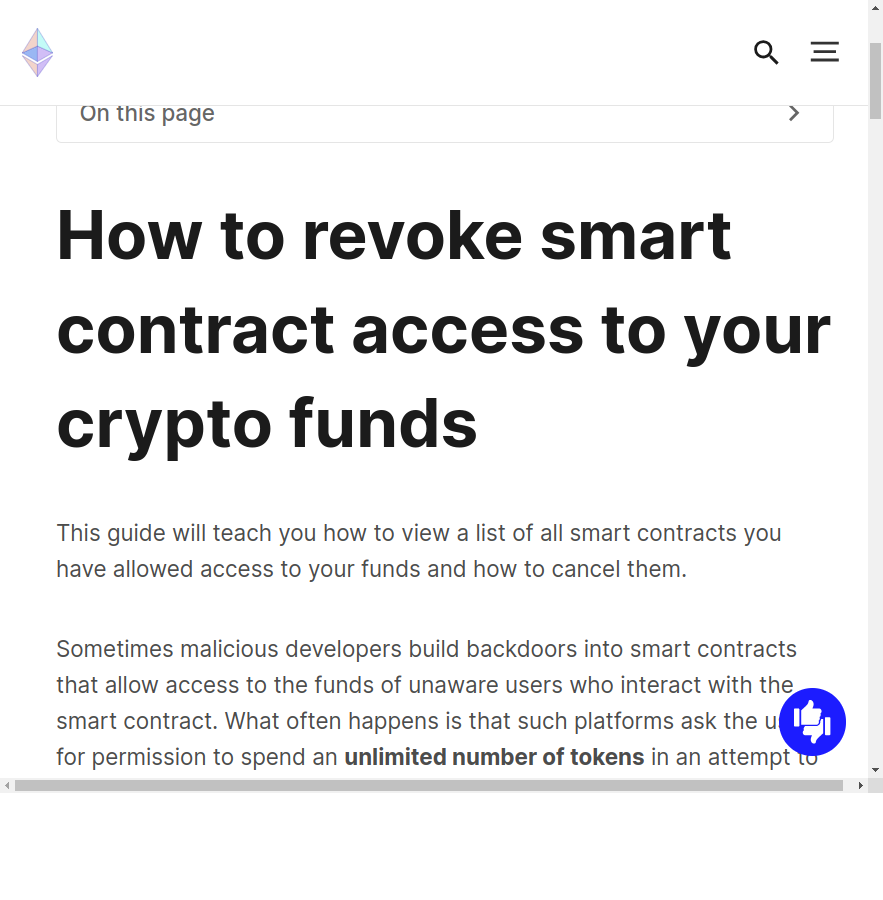 On this page
How to revoke smart
contract access to your
crypto funds
This guide will teach you how to view a list of all smart contracts you
have allowed access to your funds and how to cancel them.
Sometimes malicious developers build backdoors into smart contracts
that allow access to the funds of unaware users who interact with the
smart contract. What often happens is that such platforms ask the
for permission to spend an unlimited number of tokens in an attempt to